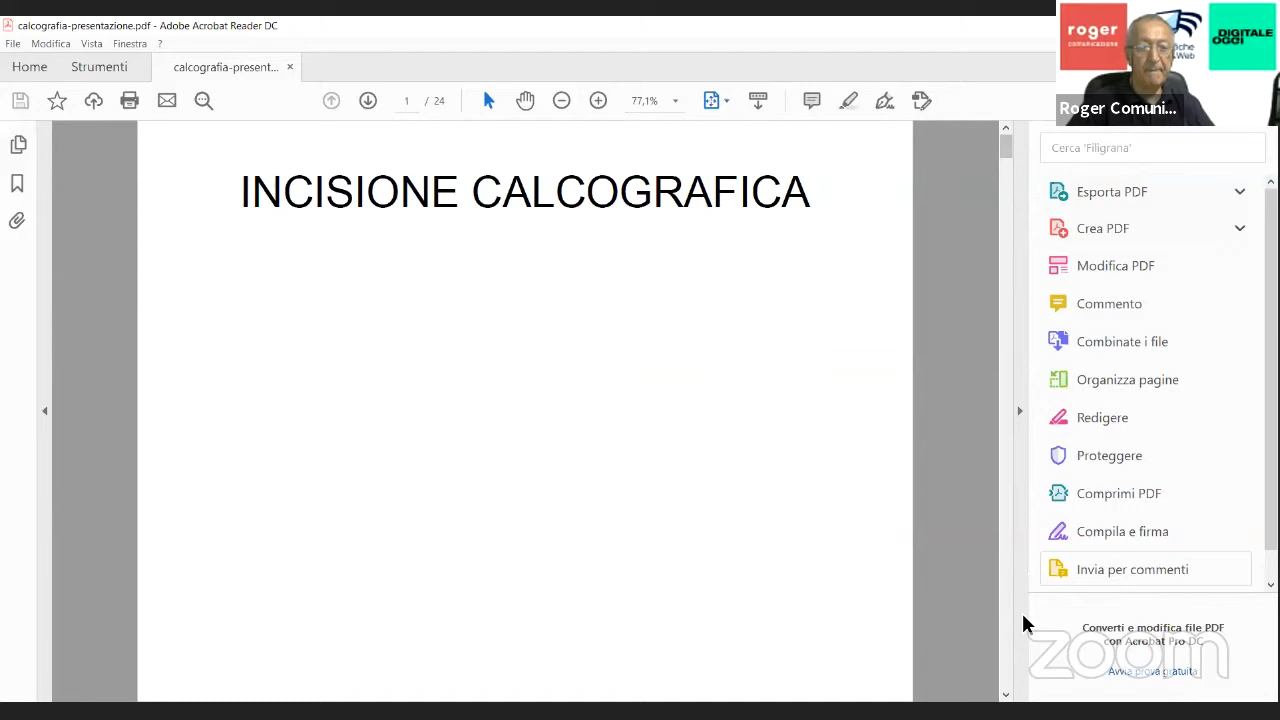 calcografia-presentazione.pdf - Adobe Acrobat Reader DC
File Modifica Vista Finestra ?
Home Strumenti calcografia-present... ×
1 / 24 77,1%
roger
comunicazione
DIGITALE
OGGI
Roger Comuni...
INCISIONE CALCOGRAFICA
Cerca 'Filigrana'
Esporta PDF
Crea PDF
Modifica PDF
Commento
Combinate i file
Organizza pagine
Redigere
Proteggere
Comprimi PDF
Compila e firma
Invia per commenti
Converti e modifica file PDF
con Acrobat Pro DC
Avvia prova gratuita
zoom